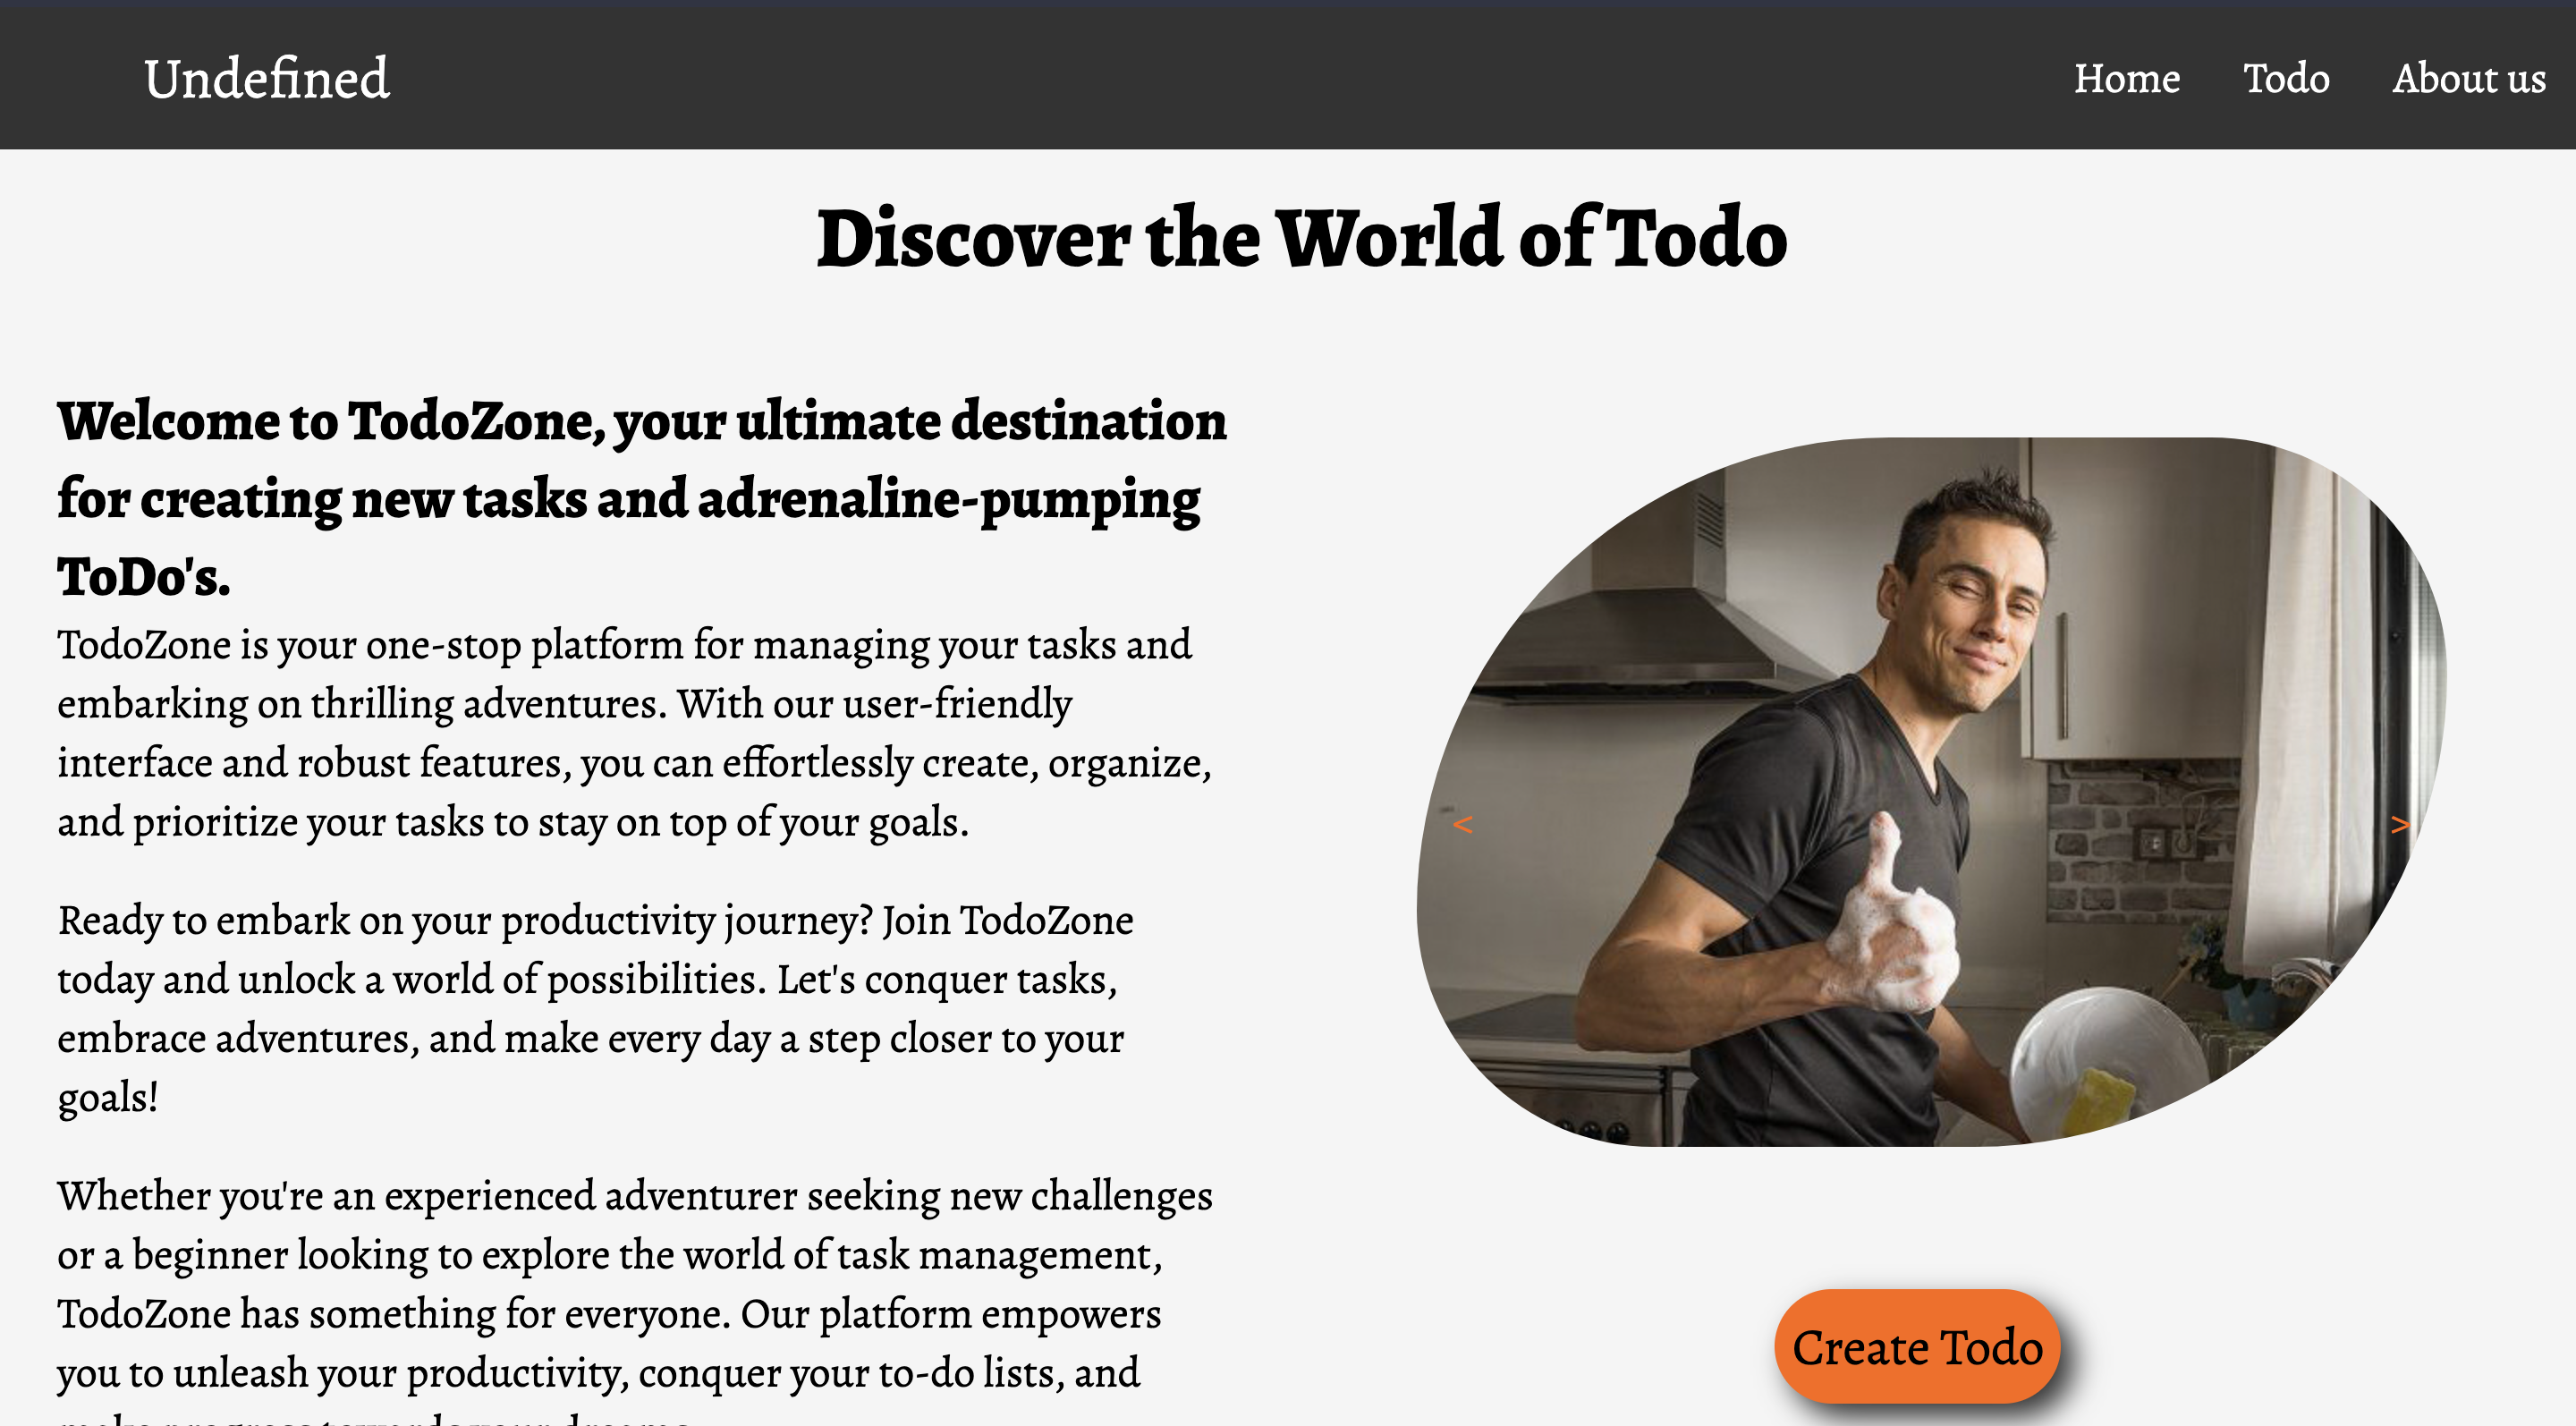 Undefined
Home Todo About us
Discover the World of Todo
Welcome to TodoZone, your ultimate destination
for creating new tasks and adrenaline-pumping
ToDo's.
TodoZone is your one-stop platform for managing your tasks and
embarking on thrilling adventures. With our user-friendly
interface and robust features, you can effortlessly create, organize,
and prioritize your tasks to stay on top of your goals.
Ready to embark on your productivity journey? Join TodoZone
today and unlock a world of possibilities. Let's conquer tasks,
embrace adventures, and make every day a step closer to your
goals!
Whether you're an experienced adventurer seeking new challenges
or a beginner looking to explore the world of task management,
TodoZone has something for everyone. Our platform empowers
you to unleash your productivity, conquer your to-do lists, and
< >
Create Todo